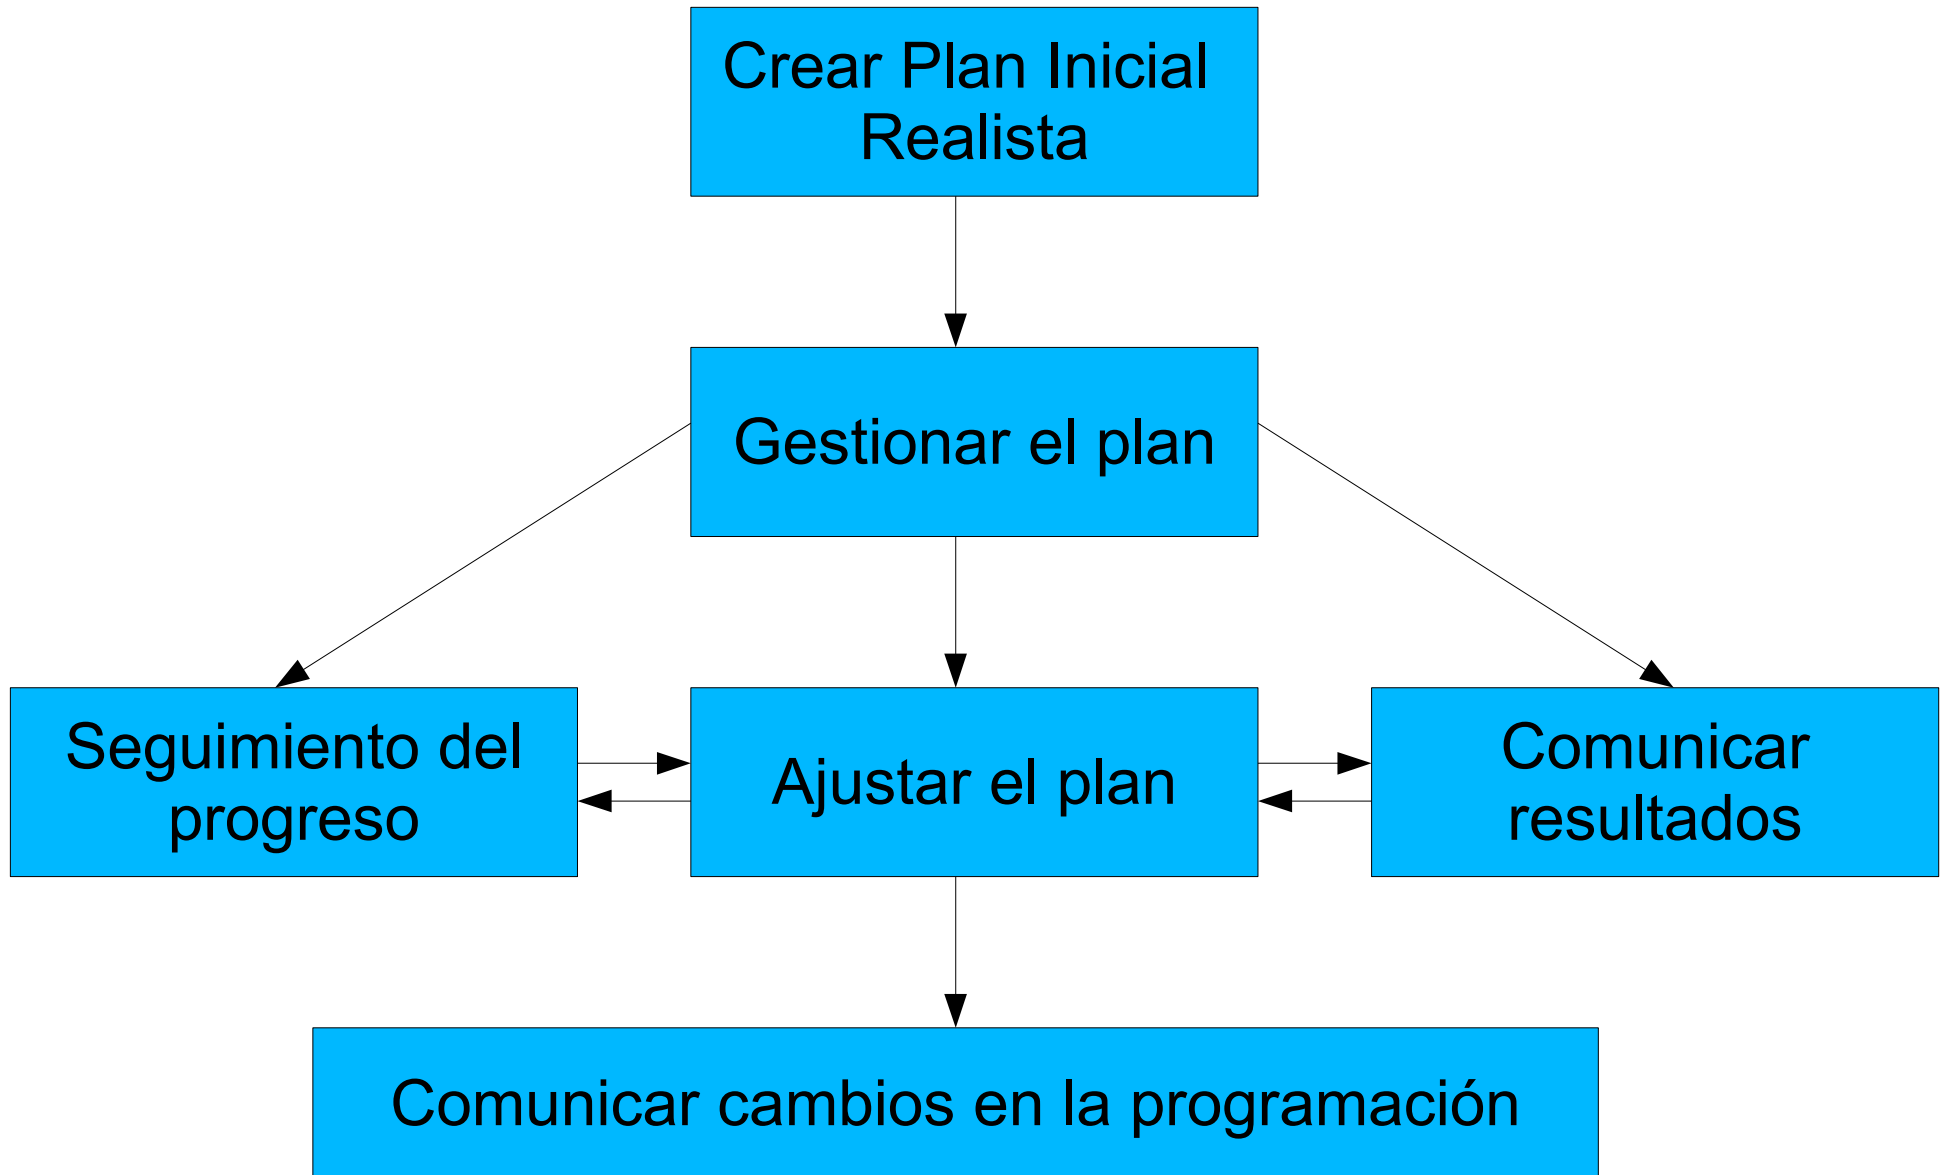 Crear Plan Inicial
Realista
Gestionar el plan
Seguimiento del
progreso
Ajustar el plan
Comunicar
resultados
Comunicar cambios en la programación